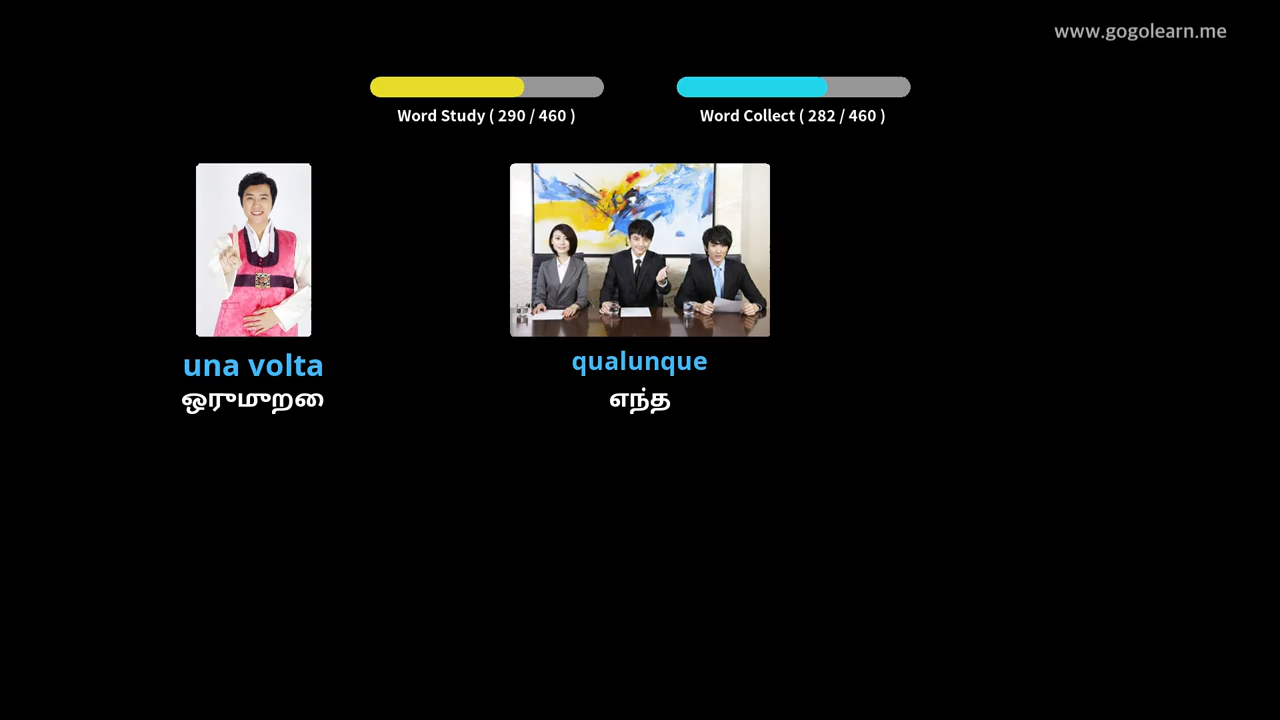 www.gogolearn.me
Word Study ( 290 / 460 )
Word Collect ( 282 / 460 )
una volta
ஒருமுறை
qualunque
எந்த